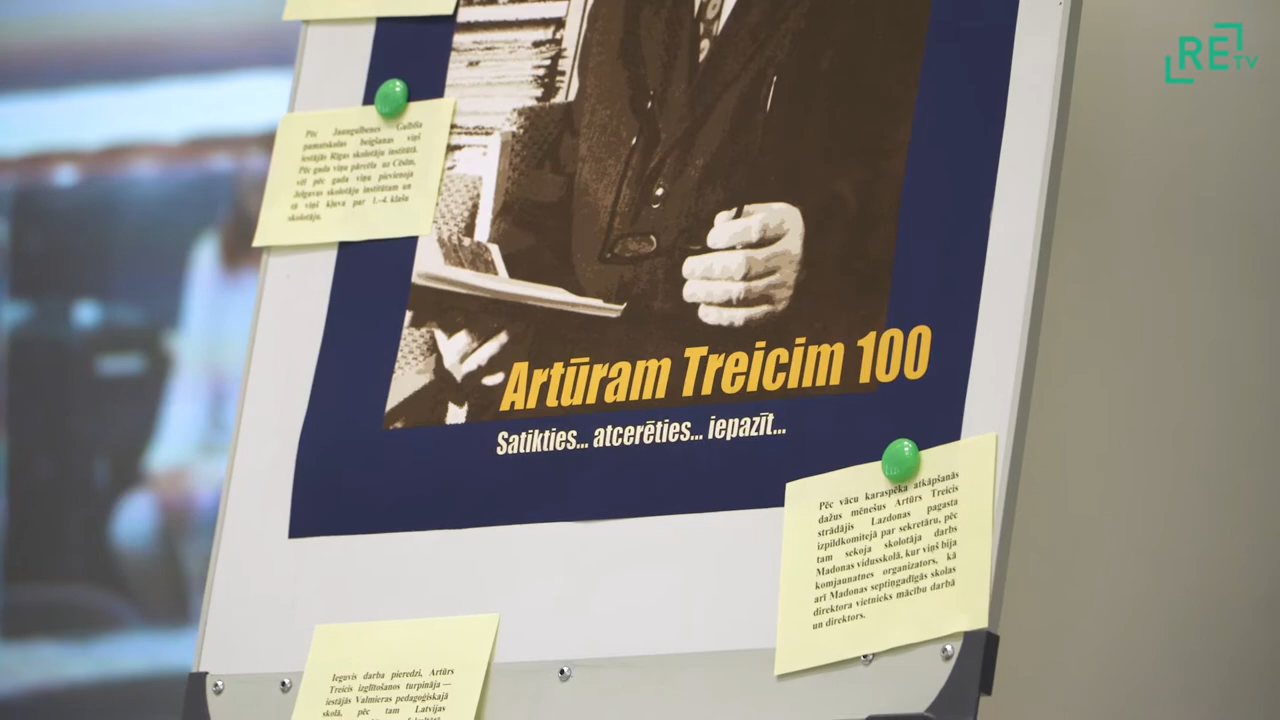 RE TV
Pēc Jaungulbenes Gulbīša
pamatskolas beigšanas viņš
iestājās Rīgas skolotāju institūtā.
Pēc gada viņu pārcēla uz Cēsīm,
vēl pēc gada viņu pievienoja
Jelgavas skolotāju institūtam un
tā viņš kļuva par 1.–4. klašu
skolotāju.
Artūram Treicim 100
Satikties... atcerēties... iepazīt...
Pēc vācu karaspēka atkāpšanās
dažus mēnešus Artūrs Treicis
strādājis Lazdonas pagasta
izpildkomitejā par sekretāru, pēc
tam sekoja skolotāja darbs
Madonas vidusskolā, kur viņš bija
komjaunatnes organizators, kā
arī Madonas septiņgadīgās skolas
direktora vietnieks mācību darbā
un direktors.
Ieguvis darba pieredzi, Artūrs
Treicis izglītošanos turpināja —
iestājās Valmieras pedagoģiskajā
skolā, pēc tam Latvijas